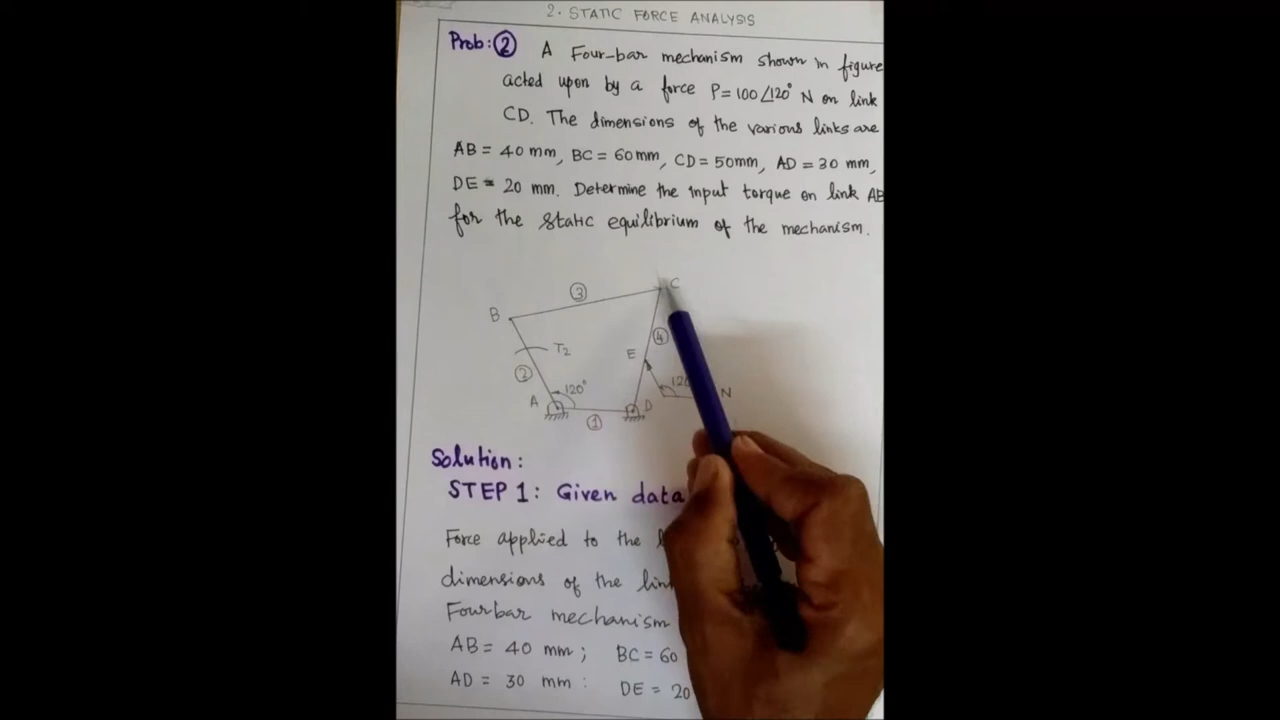 2. STATIC FORCE ANALYSIS
Prob: 2 A Four-bar mechanism shown in figure
acted upon by a force P=100∠120° N on link
CD. The dimensions of the various links are
AB = 40 mm, BC = 60mm, CD = 50mm, AD = 30 mm,
DE = 20 mm. Determine the input torque on link AB
for the static equilibrium of the mechanism.
C
3
B
4
T2
E
2
120°
120
N
A
D
1
Solution:
STEP 1: Given data
Force applied to the
dimensions of the
Fourbar mechanism
AB = 40 mm; BC = 60
AD = 30 mm: DE = 20